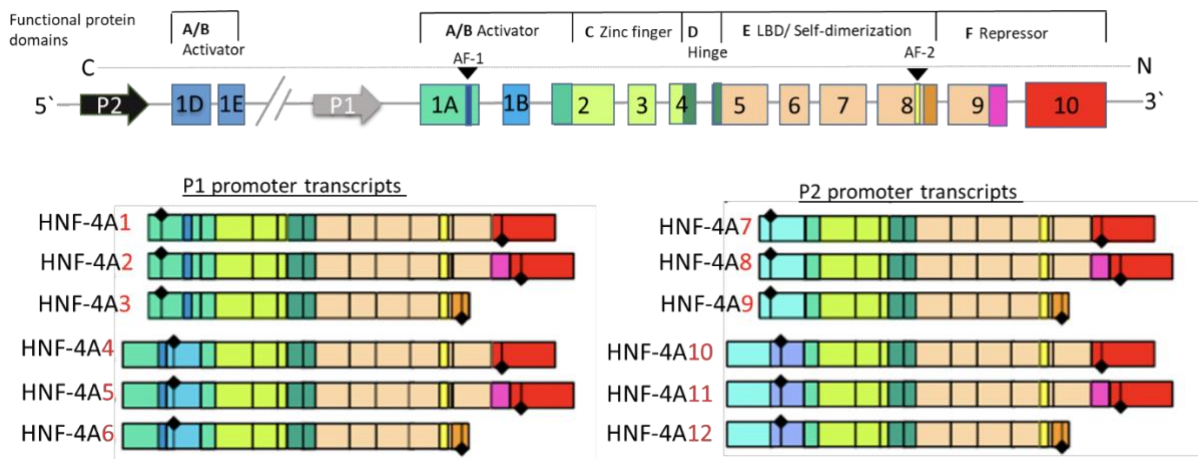 Functional protein domains
A/B Activator
A/B Activator
C Zinc finger
D Hinge
E LBD/ Self-dimerization
F Repressor
AF-1
AF-2
C
N
5`
P2
1D
1E
P1
1A
1B
2
3
4
5
6
7
8
9
10
3`
P1 promoter transcripts
HNF-4A1
HNF-4A2
HNF-4A3
HNF-4A4
HNF-4A5
HNF-4A6
P2 promoter transcripts
HNF-4A7
HNF-4A8
HNF-4A9
HNF-4A10
HNF-4A11
HNF-4A12